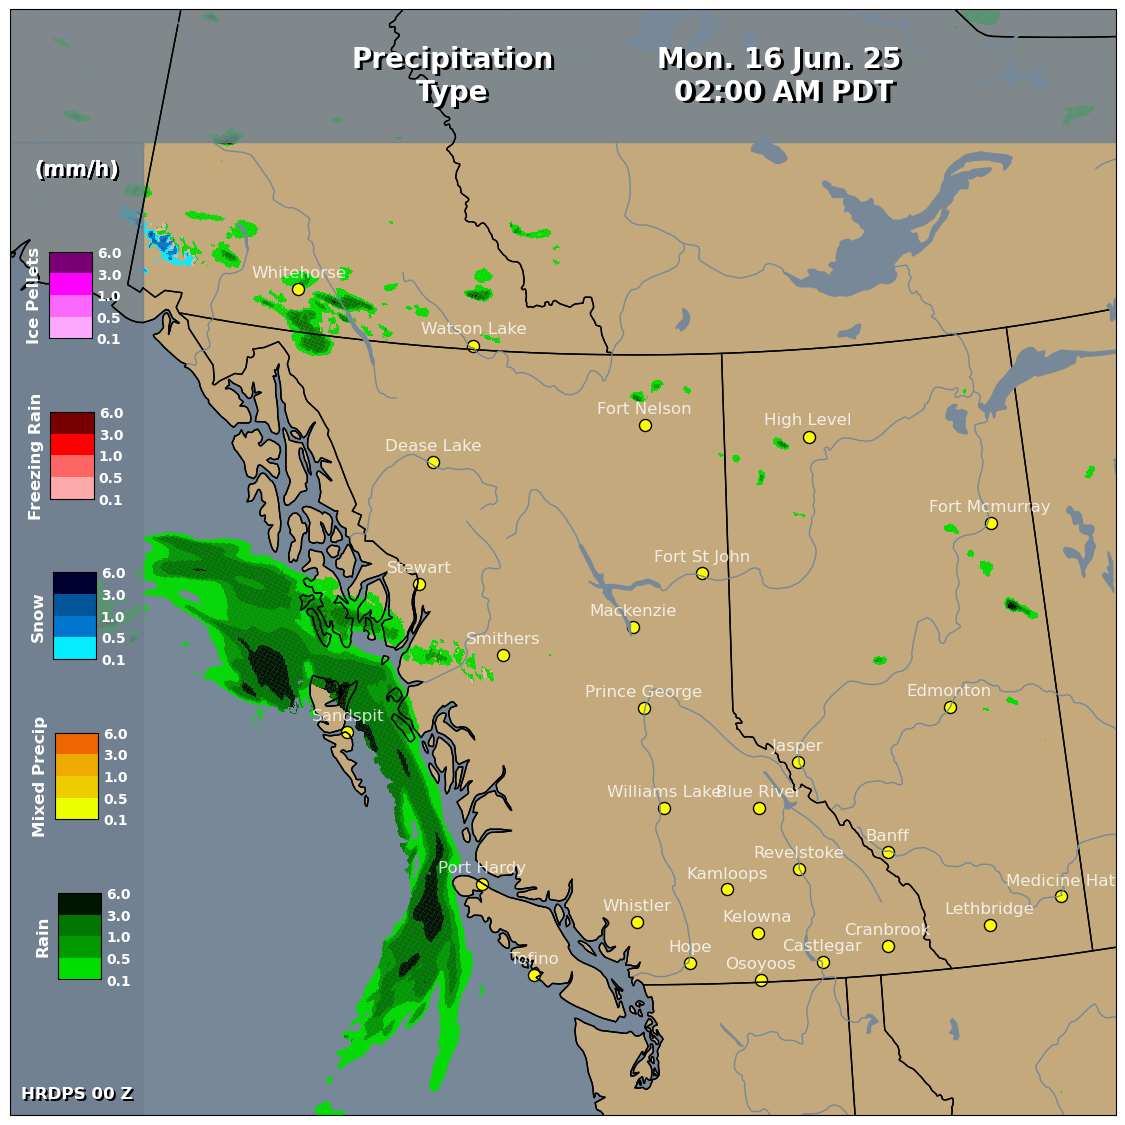 Precipitation
Type
Mon. 16 Jun. 25
02:00 AM PDT
(mm/h)
Ice Pellets
6.0
3.0
1.0
0.5
0.1
Freezing Rain
6.0
3.0
1.0
0.5
0.1
Snow
6.0
3.0
1.0
0.5
0.1
Mixed Precip
6.0
3.0
1.0
0.5
0.1
Rain
6.0
3.0
1.0
0.5
0.1
HRDPS 00 Z
Whitehorse
Watson Lake
Fort Nelson
High Level
Dease Lake
Fort Mcmurray
Stewart
Fort St John
Mackenzie
Smithers
Prince George
Edmonton
Sandspit
Jasper
Williams Lake
Blue River
Banff
Revelstoke
Port Hardy
Kamloops
Medicine Hat
Whistler
Kelowna
Lethbridge
Cranbrook
Hope
Castlegar
Tofino
Osoyoos